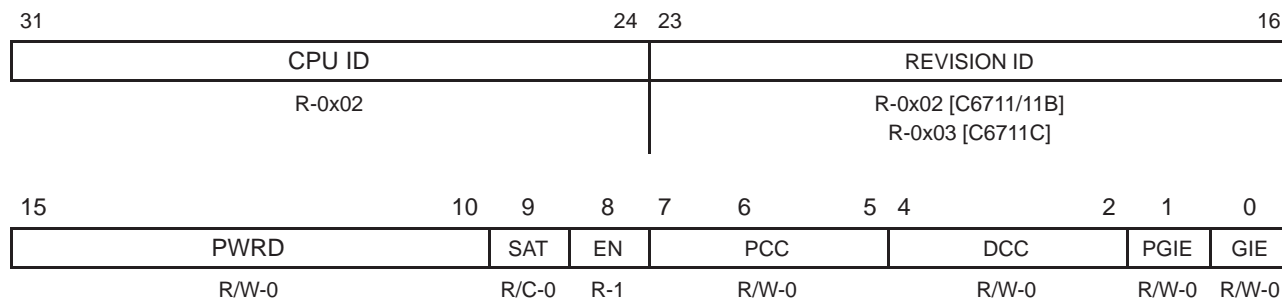 31 24 23 16
CPU ID REVISION ID
R-0x02 R-0x02 [C6711/11B]
R-0x03 [C6711C]
15 10 9 8 7 6 5 4 2 1 0
PWRD SAT EN PCC DCC PGIE GIE
R/W-0 R/C-0 R-1 R/W-0 R/W-0 R/W-0 R/W-0